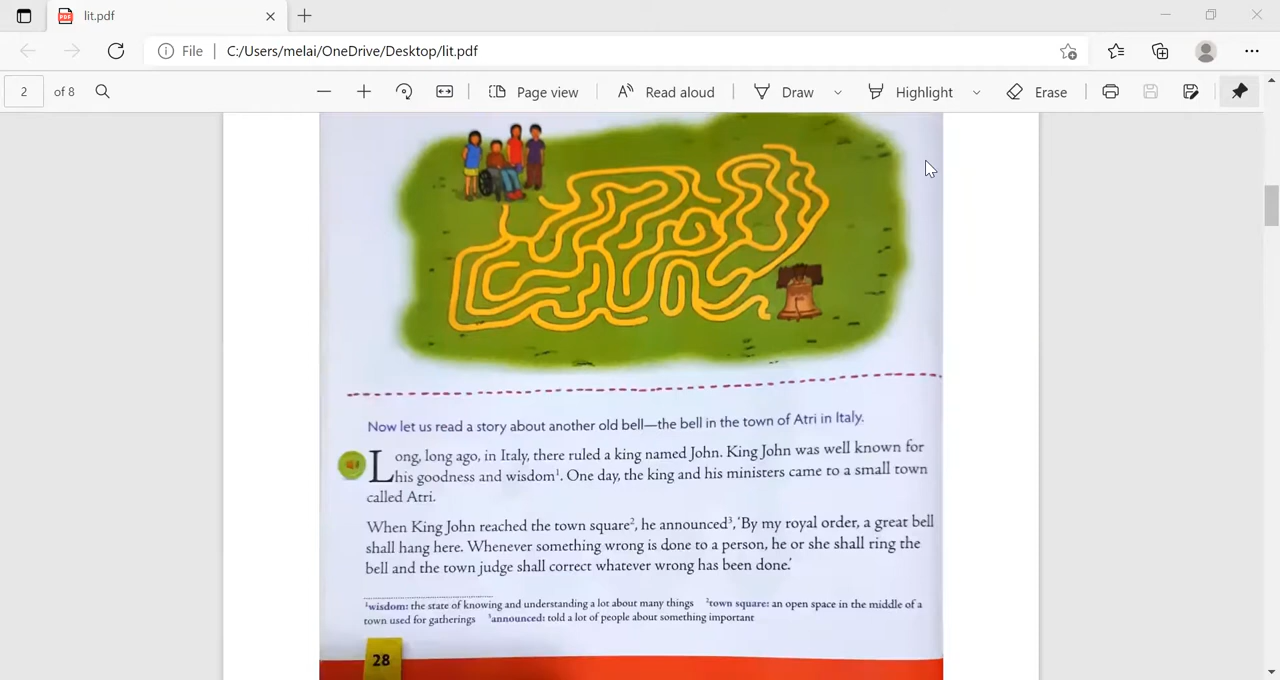 lit.pdf
File
C:/Users/melai/OneDrive/Desktop/lit.pdf
2 of 8
Page view
Read aloud
Draw
Highlight
Erase
Now let us read a story about another old bell—the bell in the town of Atri in Italy.
Long, long ago, in Italy, there ruled a king named John. King John was well known for
his goodness and wisdom¹. One day, the king and his ministers came to a small town
called Atri.
When King John reached the town square², he announced³, 'By my royal order, a great bell
shall hang here. Whenever something wrong is done to a person, he or she shall ring the
bell and the town judge shall correct whatever wrong has been done.'
¹wisdom: the state of knowing and understanding a lot about many things ²town square: an open space in the middle of a
town used for gatherings ³announced: told a lot of people about something important
28